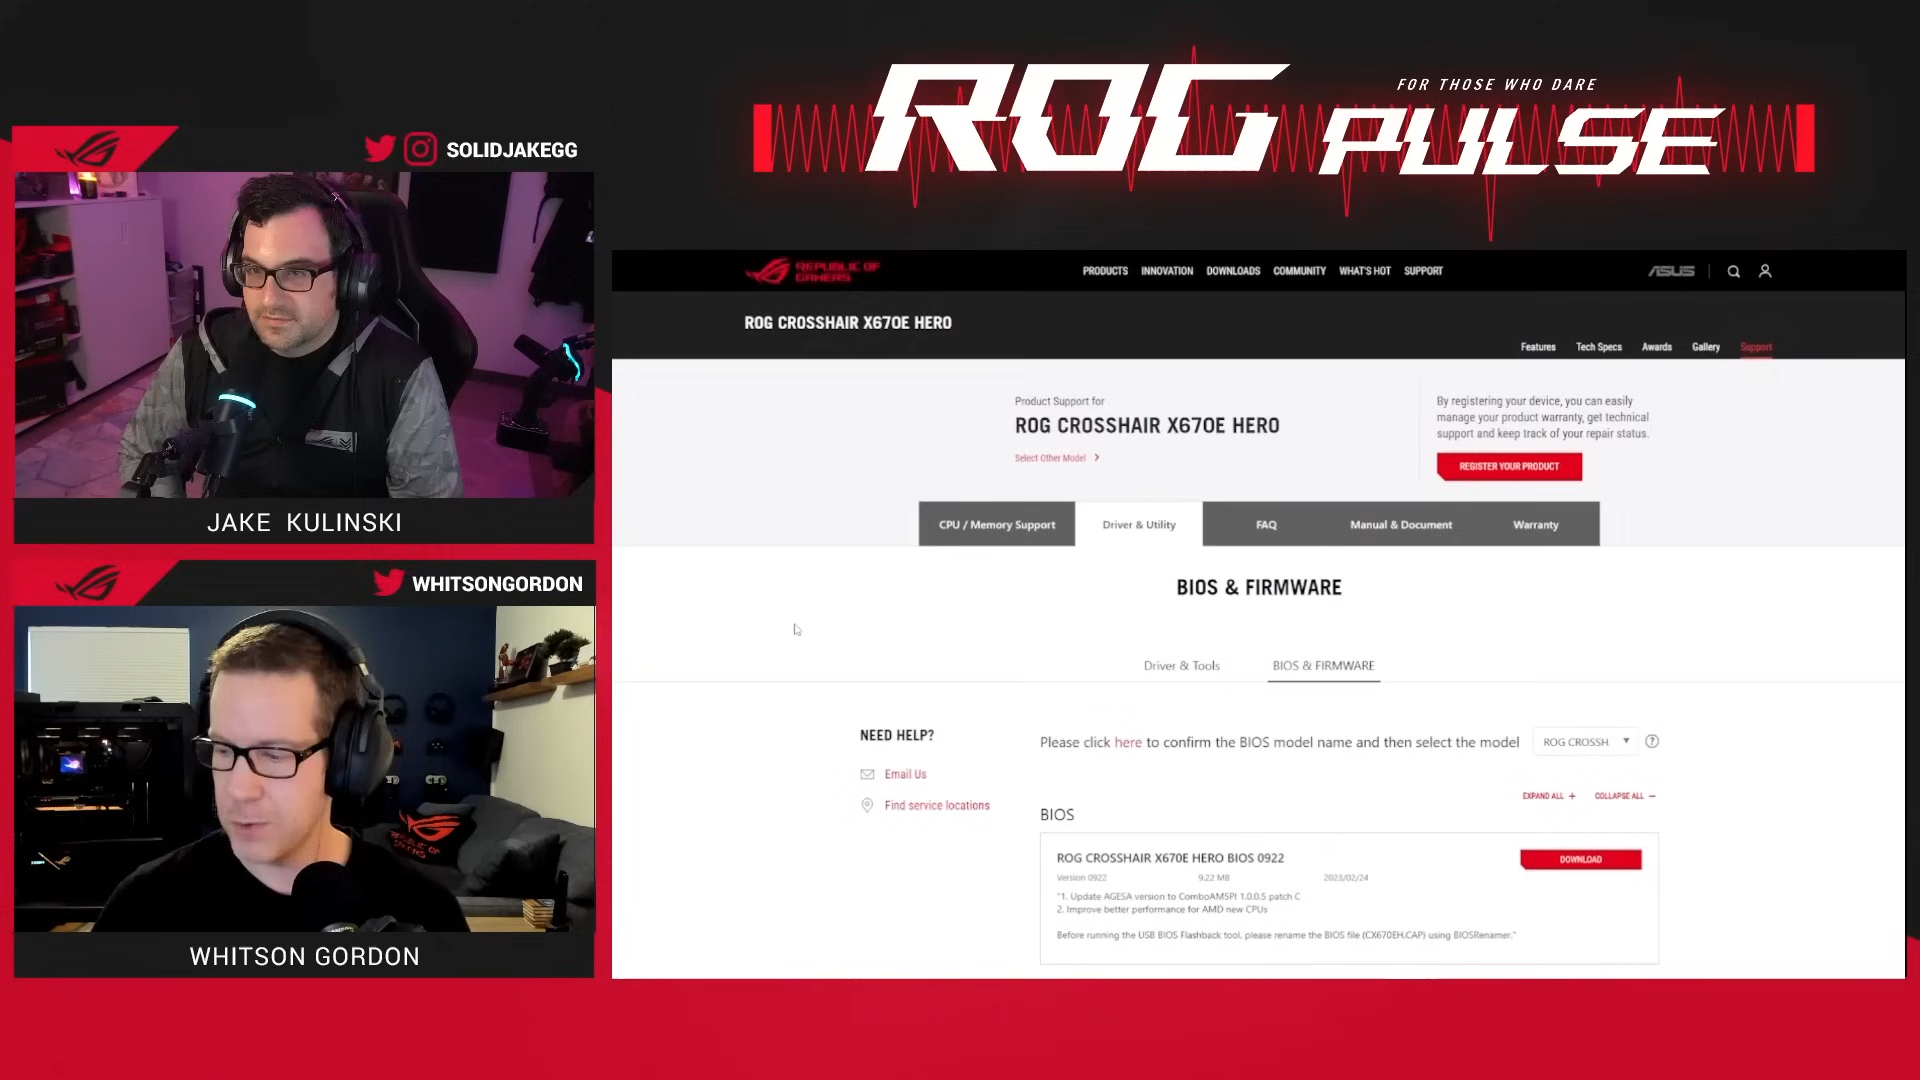 ROG
FOR THOSE WHO DARE
PULSE
SOLIDJAKEGG
JAKE KULINSKI
WHITSONGORDON
REPUBLIC OF
GAMERS
WHITSON GORDON
REPUBLIC OF
GAMERS
PRODUCTS INNOVATION DOWNLOADS COMMUNITY WHAT'S HOT SUPPORT
ASUS
ROG CROSSHAIR X670E HERO
Features Tech Specs Awards Gallery Support
Product Support for
ROG CROSSHAIR X670E HERO
Select Other Model
By registering your device, you can easily
manage your product warranty, get technical
support and keep track of your repair status.
REGISTER YOUR PRODUCT
CPU / Memory Support Driver & Utility FAQ Manual & Document Warranty
BIOS & FIRMWARE
Driver & Tools BIOS & FIRMWARE
NEED HELP?
Email Us
Find service locations
Please click here to confirm the BIOS model name and then select the model ROG CROSSH
EXPAND ALL + COLLAPSE ALL −
BIOS
ROG CROSSHAIR X670E HERO BIOS 0922
DOWNLOAD
Version 0922 9.22 MB 2023/02/24
"1. Update AGESA version to ComboAM5PI 1.0.0.5 patch C
2. Improve better performance for AMD new CPUs
Before running the USB BIOS Flashback tool, please rename the BIOS file (CX670EH.CAP) using BIOSRenamer."